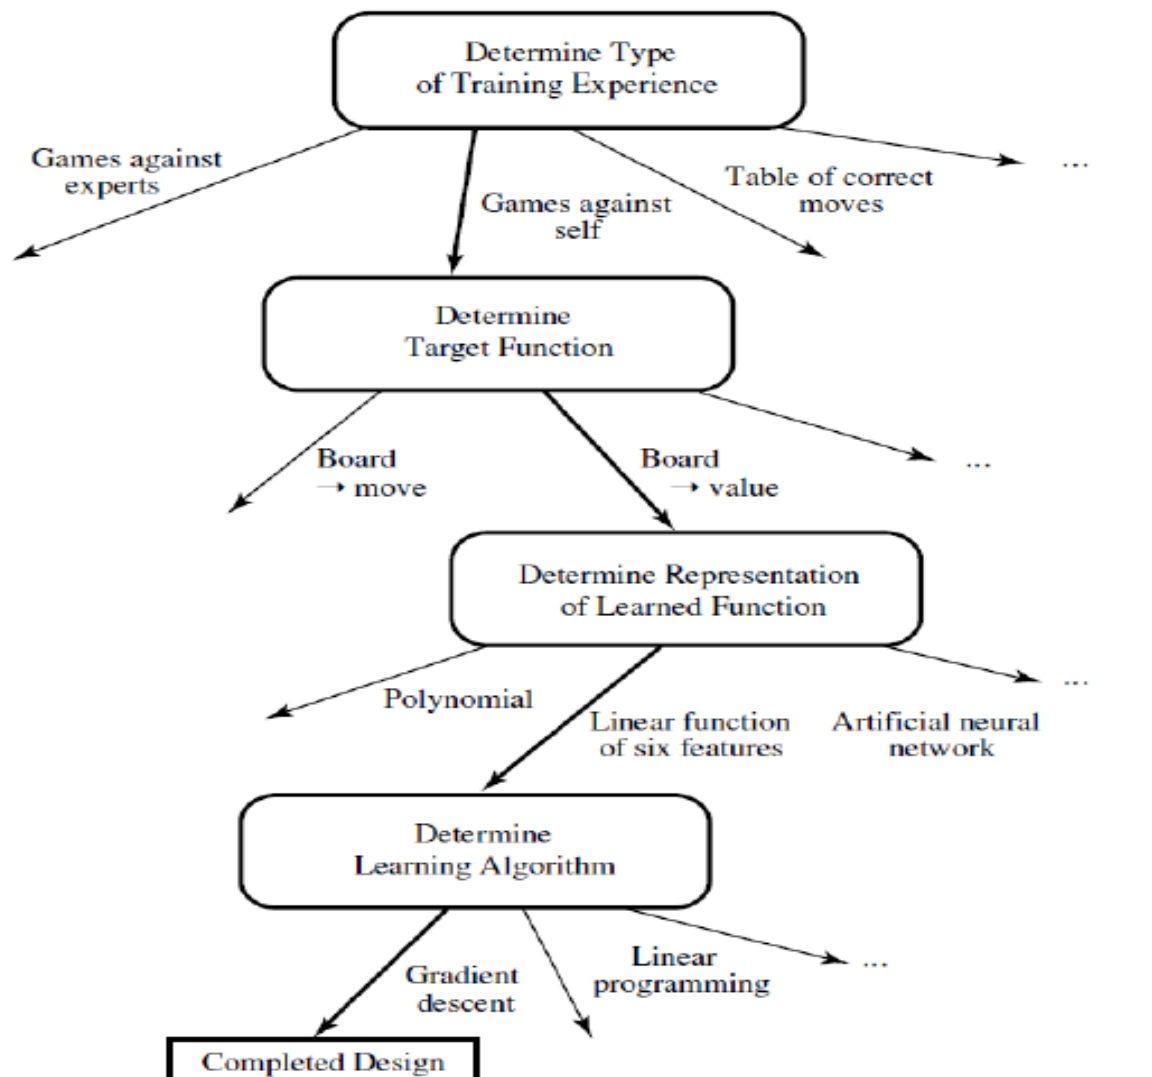 Determine Type
of Training Experience
Games against
experts
Games against
self
Table of correct
moves
...
Determine
Target Function
Board
→ move
Board
→ value
...
Determine Representation
of Learned Function
Polynomial
Linear function
of six features
Artificial neural
network
...
Determine
Learning Algorithm
Gradient
descent
Linear
programming
...
Completed Design